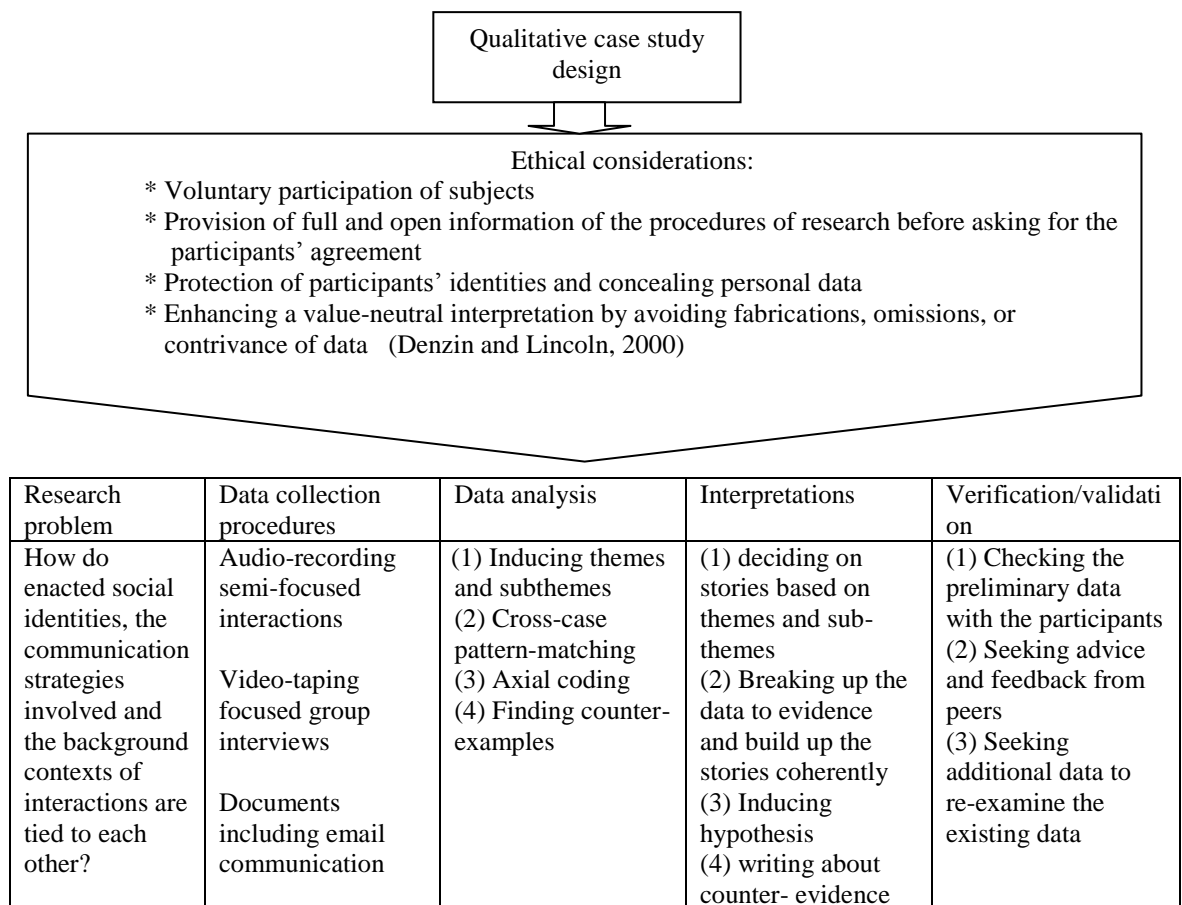 Qualitative case study
design
Ethical considerations:
* Voluntary participation of subjects
* Provision of full and open information of the procedures of research before asking for the
participants’ agreement
* Protection of participants’ identities and concealing personal data
* Enhancing a value-neutral interpretation by avoiding fabrications, omissions, or
contrivance of data (Denzin and Lincoln, 2000)
Research
problem
Data collection
procedures
Data analysis
Interpretations
Verification/validati
on
How do
enacted social
identities, the
communication
strategies
involved and
the background
contexts of
interactions are
tied to each
other?
Audio-recording
semi-focused
interactions
Video-taping
focused group
interviews
Documents
including email
communication
(1) Inducing themes
and subthemes
(2) Cross-case
pattern-matching
(3) Axial coding
(4) Finding counter-
examples
(1) deciding on
stories based on
themes and sub-
themes
(2) Breaking up the
data to evidence
and build up the
stories coherently
(3) Inducing
hypothesis
(4) writing about
counter- evidence
(1) Checking the
preliminary data
with the participants
(2) Seeking advice
and feedback from
peers
(3) Seeking
additional data to
re-examine the
existing data